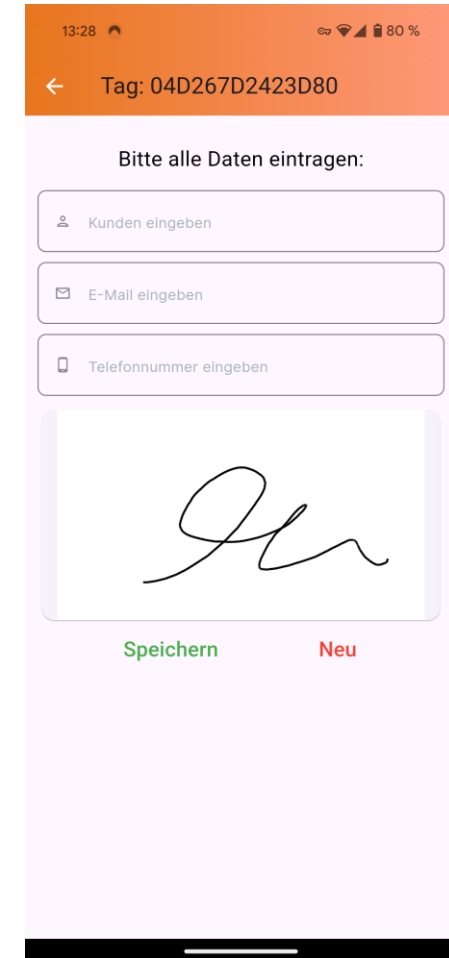 13:28 80 %
Tag: 04D267D2423D80
Bitte alle Daten eintragen:
Kunden eingeben
E-Mail eingeben
Telefonnummer eingeben
Speichern Neu